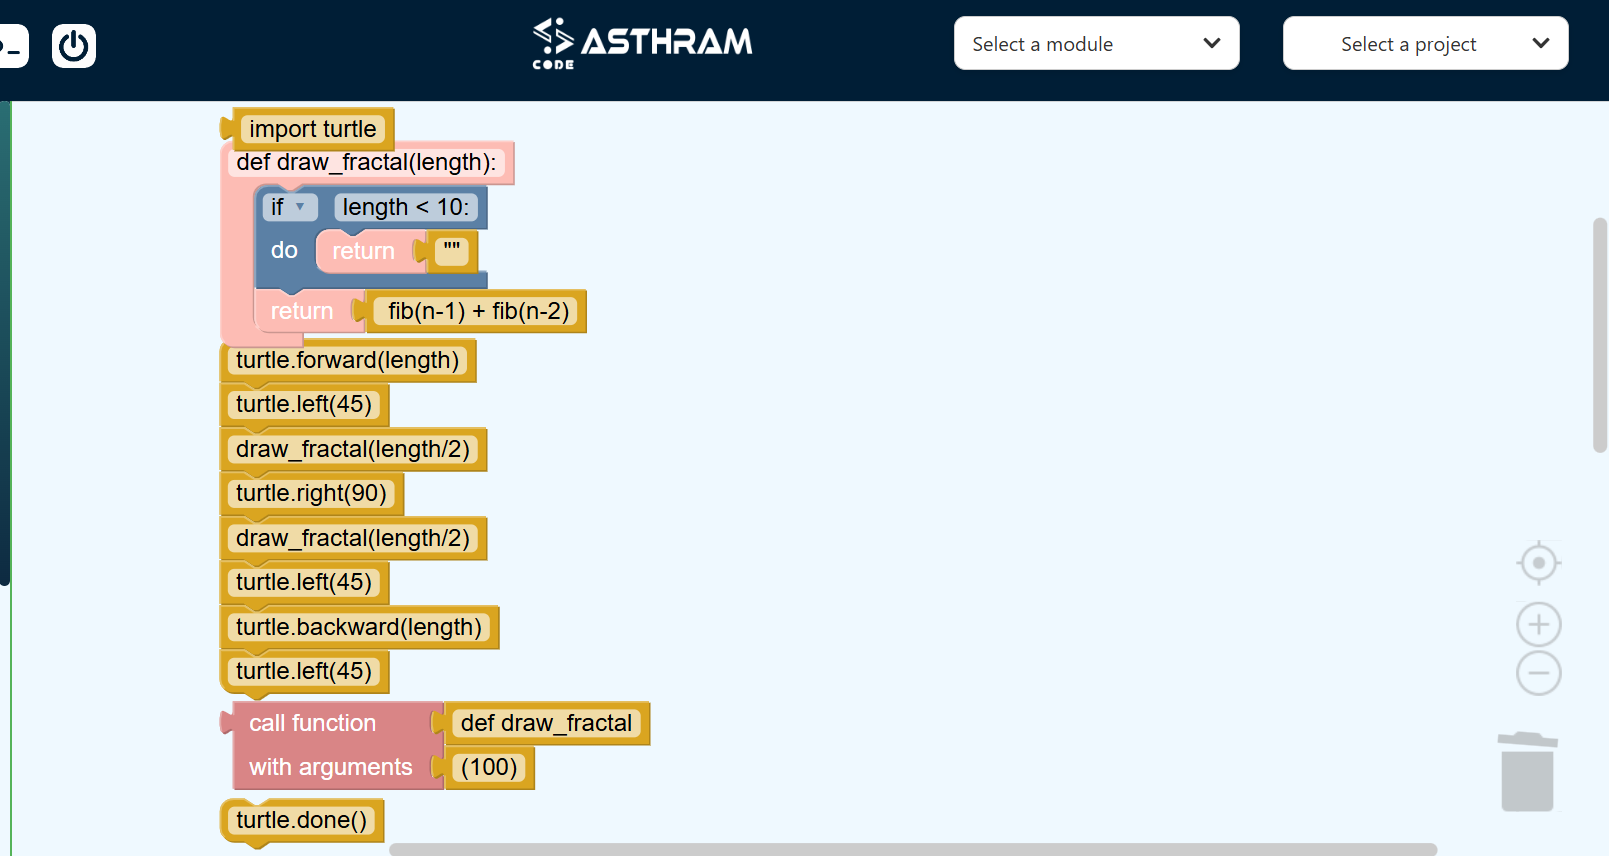 ASTHRAM
CODE
Select a module
Select a project
import turtle
def draw_fractal(length):
if length < 10:
do return ""
return fib(n-1) + fib(n-2)
turtle.forward(length)
turtle.left(45)
draw_fractal(length/2)
turtle.right(90)
draw_fractal(length/2)
turtle.left(45)
turtle.backward(length)
turtle.left(45)
call function def draw_fractal
with arguments (100)
turtle.done()